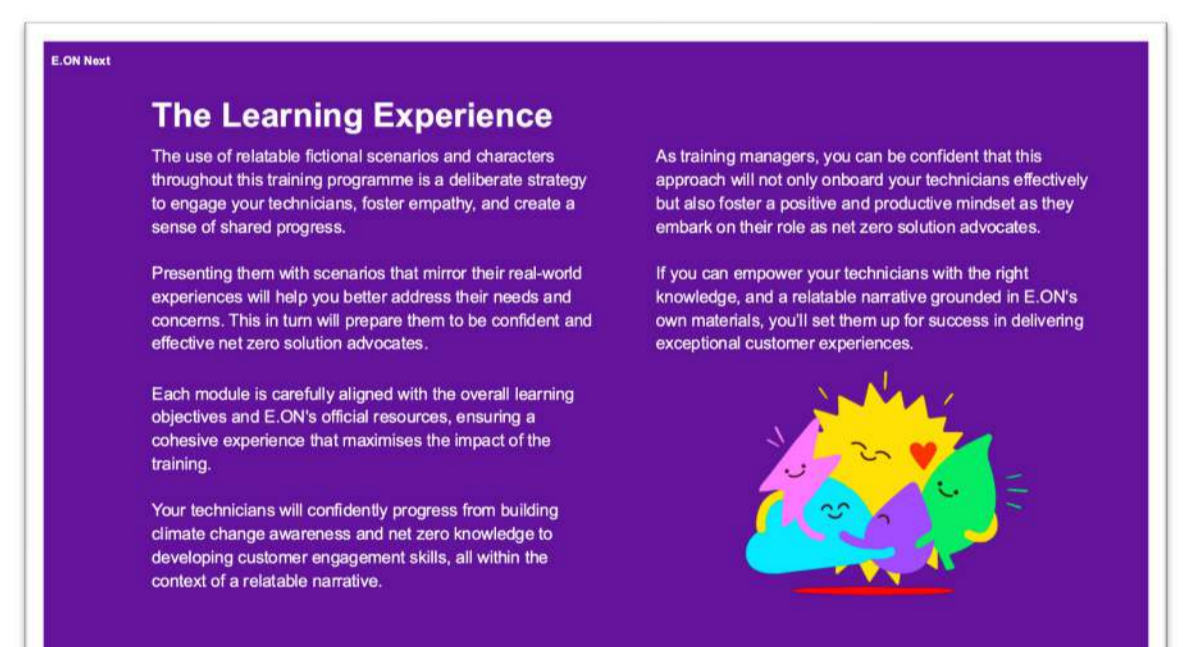 E.ON Next
The Learning Experience
The use of relatable fictional scenarios and characters
throughout this training programme is a deliberate strategy
to engage your technicians, foster empathy, and create a
sense of shared progress.
Presenting them with scenarios that mirror their real-world
experiences will help you better address their needs and
concerns. This in turn will prepare them to be confident and
effective net zero solution advocates.
Each module is carefully aligned with the overall learning
objectives and E.ON's official resources, ensuring a
cohesive experience that maximises the impact of the
training.
Your technicians will confidently progress from building
climate change awareness and net zero knowledge to
developing customer engagement skills, all within the
context of a relatable narrative.
As training managers, you can be confident that this
approach will not only onboard your technicians effectively
but also foster a positive and productive mindset as they
embark on their role as net zero solution advocates.
If you can empower your technicians with the right
knowledge, and a relatable narrative grounded in E.ON's
own materials, you'll set them up for success in delivering
exceptional customer experiences.